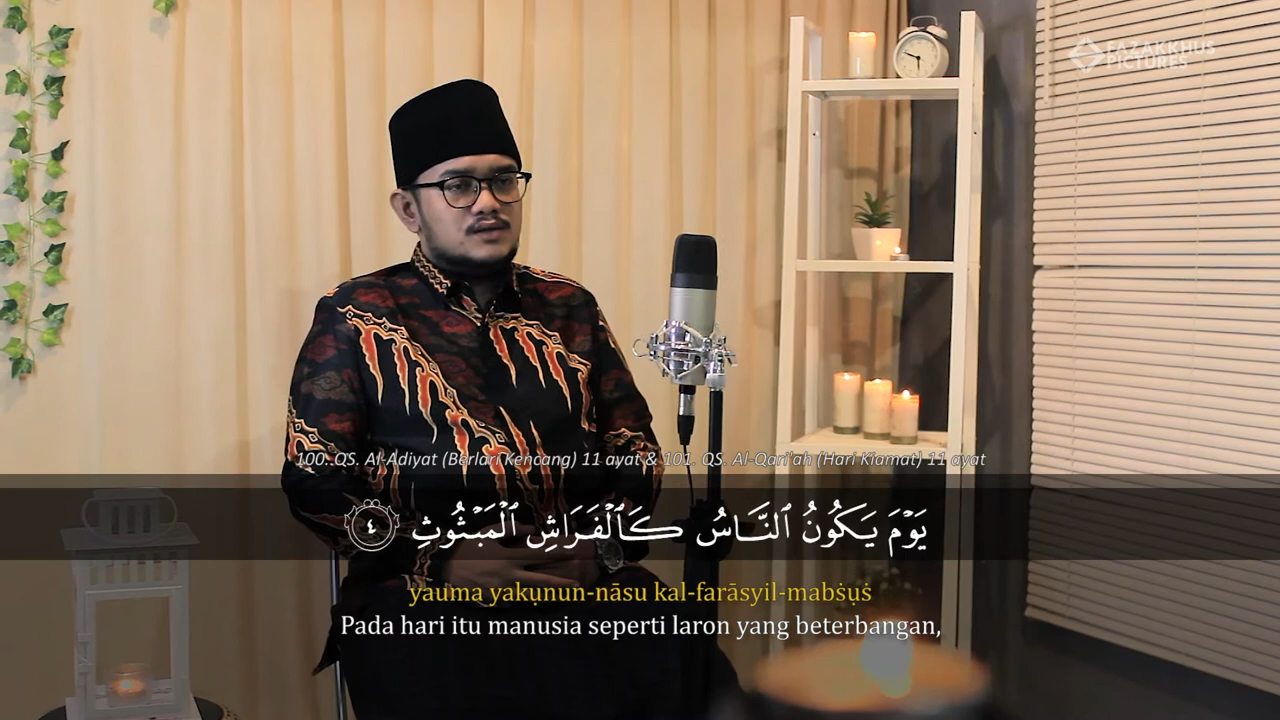 FAZAKKHUS
PICTURES
100. QS. Al-Adiyat (Berlari Kencang) 11 ayat & 101. QS. Al-Qari'ah (Hari Kiamat) 11 ayat
يَوْمَ يَكُونُ ٱلنَّاسُ كَٱلْفَرَاشِ ٱلْمَبْثُوثِ ٤
yauma yakụnun-nāsu kal-farāsyil-mabṡụṡ
Pada hari itu manusia seperti laron yang beterbangan,